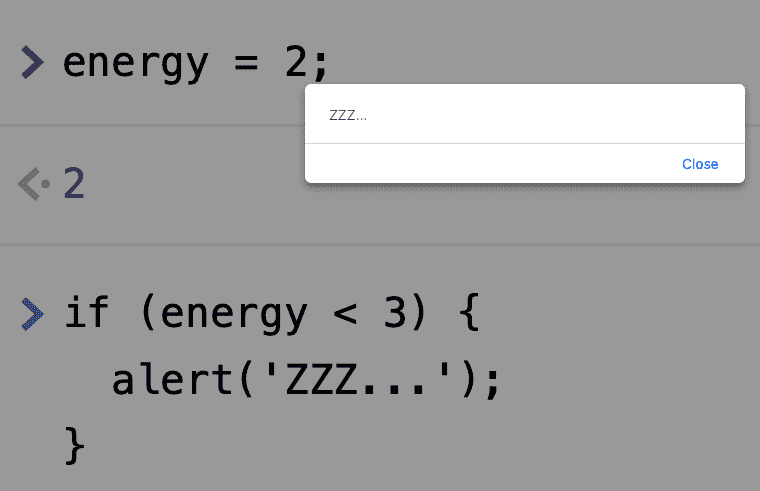 > energy = 2;
ZZZ...
Close
2
> if (energy < 3) {
alert('ZZZ...');
}